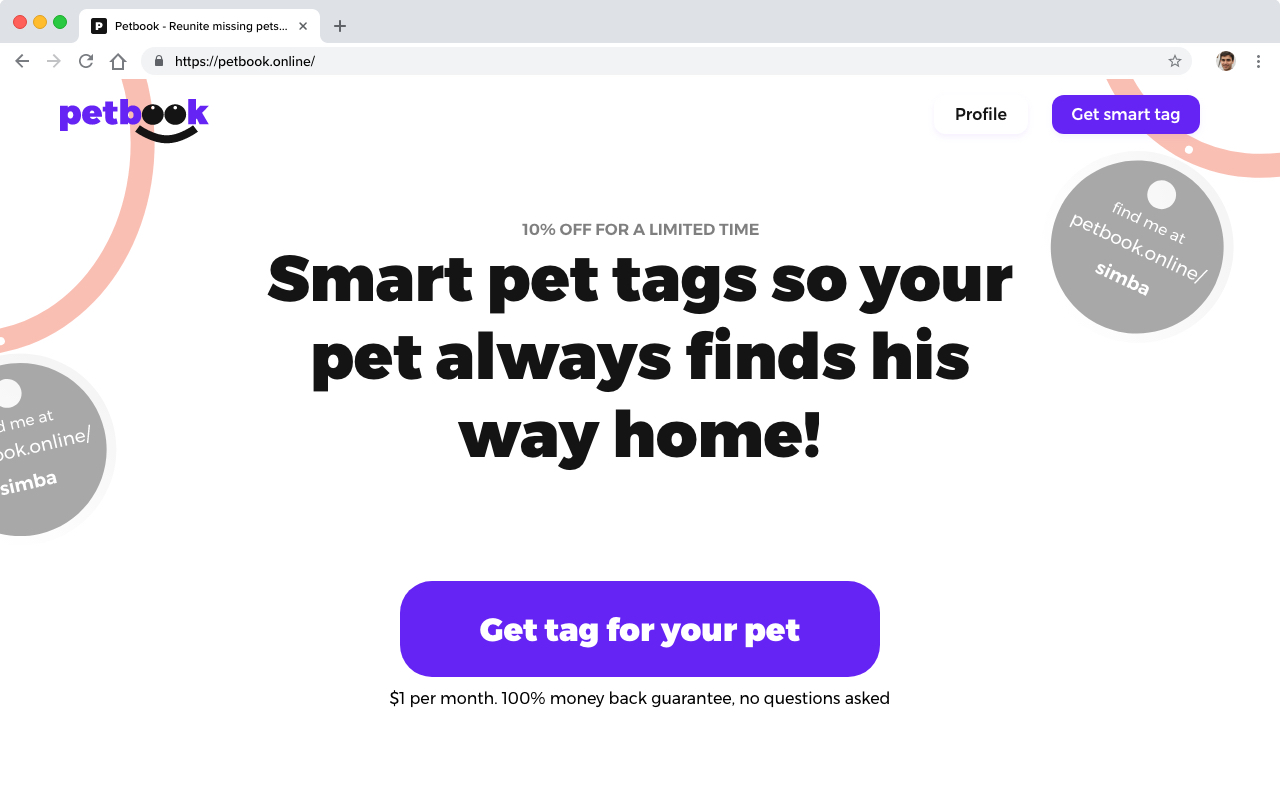 Petbook - Reunite missing pets...
https://petbook.online/
petbook
Profile
Get smart tag
find me at
petbook.online/
simba
10% OFF FOR A LIMITED TIME
Smart pet tags so your
pet always finds his
way home!
d me at
ook.online/
simba
Get tag for your pet
$1 per month. 100% money back guarantee, no questions asked